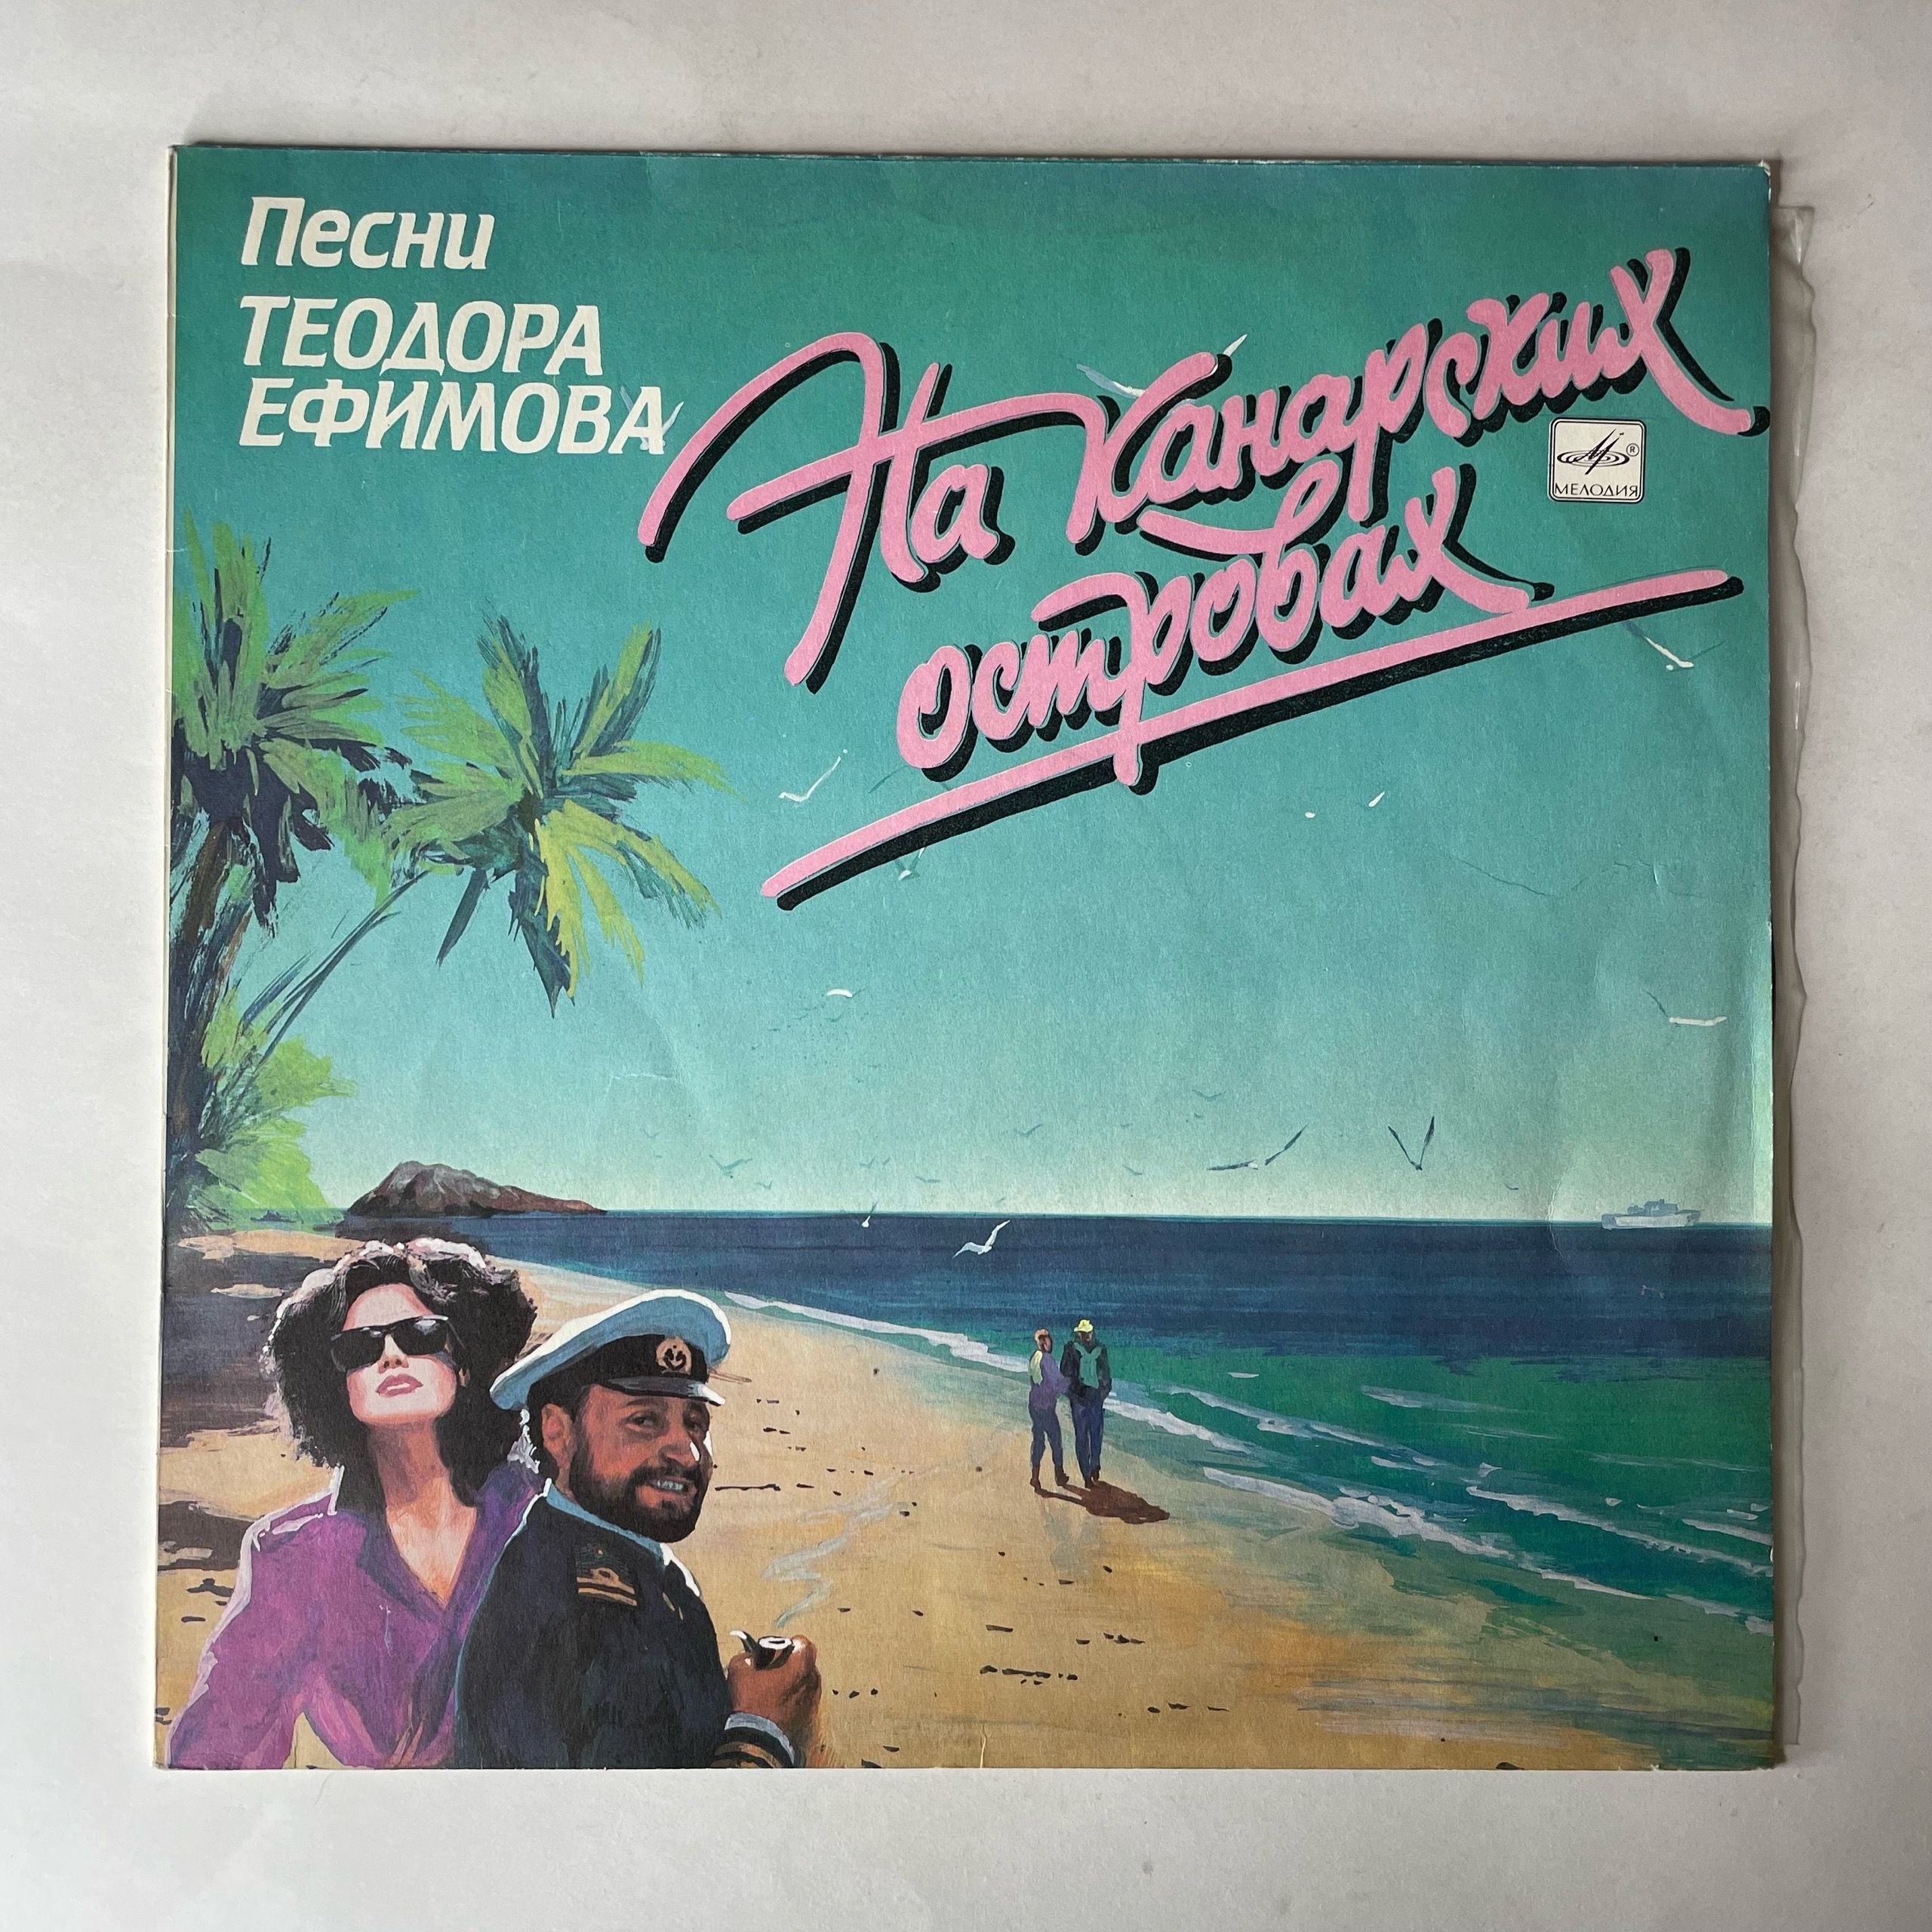 Песни
ТЕОДОРА
ЕФИМОВА
На Канарских
островах
®
МЕЛОДИЯ